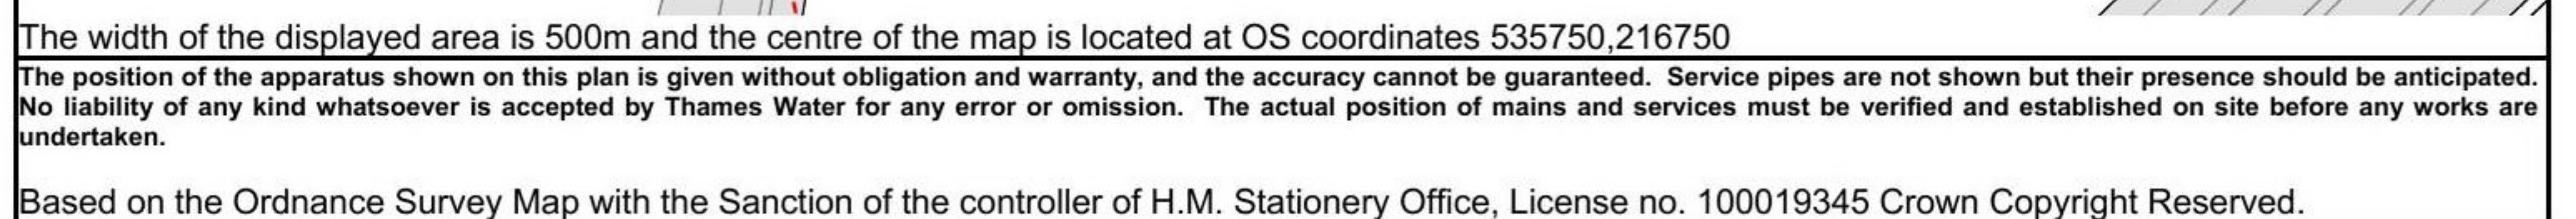 The width of the displayed area is 500m and the centre of the map is located at OS coordinates 535750,216750
The position of the apparatus shown on this plan is given without obligation and warranty, and the accuracy cannot be guaranteed. Service pipes are not shown but their presence should be anticipated.
No liability of any kind whatsoever is accepted by Thames Water for any error or omission. The actual position of mains and services must be verified and established on site before any works are
undertaken.
Based on the Ordnance Survey Map with the Sanction of the controller of H.M. Stationery Office, License no. 100019345 Crown Copyright Reserved.